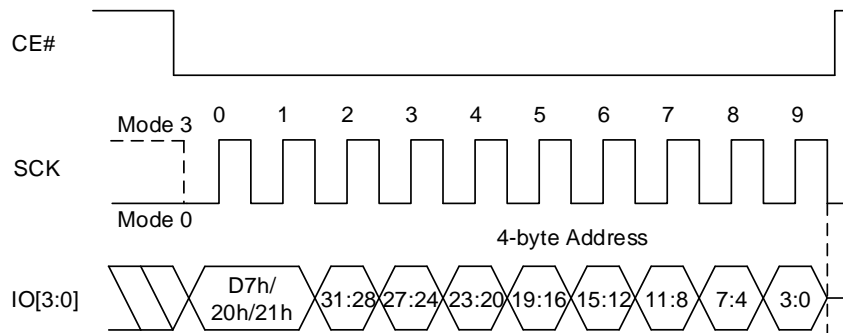 CE#
Mode 3
0 1 2 3 4 5 6 7 8 9
SCK
Mode 0
4-byte Address
IO[3:0]
D7h/
20h/21h
31:28 27:24 23:20 19:16 15:12 11:8 7:4 3:0